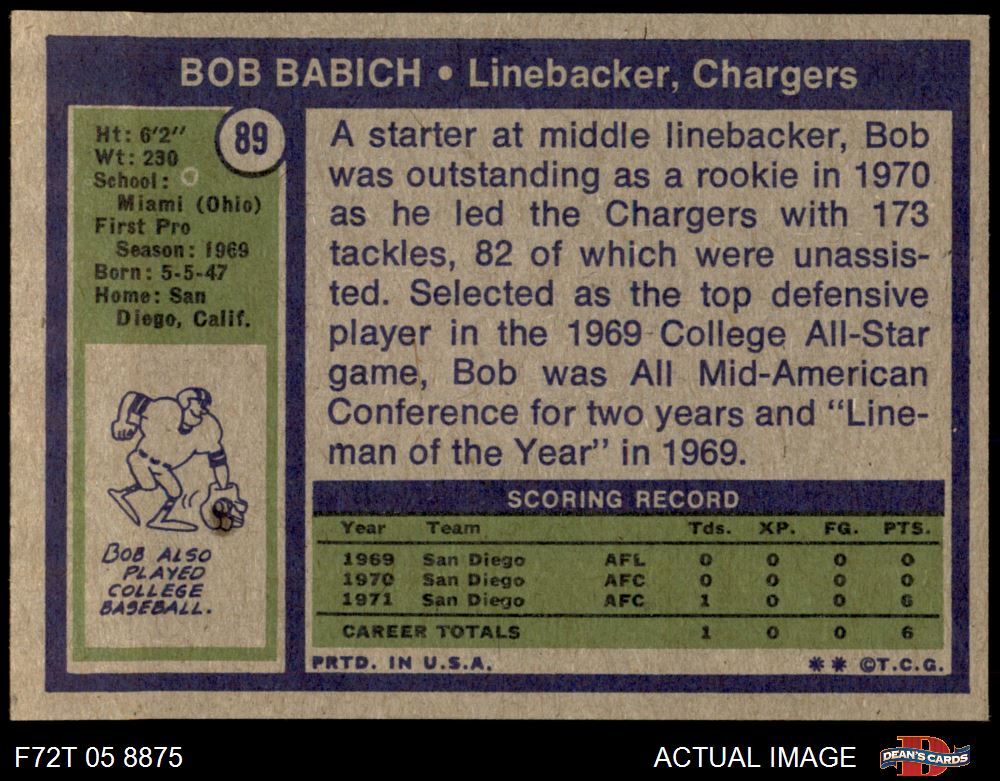 BOB BABICH • Linebacker, Chargers
89
Ht: 6'2"
Wt: 230
School:
Miami (Ohio)
First Pro
Season: 1969
Born: 5-5-47
Home: San
Diego, Calif.
BOB ALSO
PLAYED
COLLEGE
BASEBALL.
A starter at middle linebacker, Bob
was outstanding as a rookie in 1970
as he led the Chargers with 173
tackles, 82 of which were unassis-
ted. Selected as the top defensive
player in the 1969 College All-Star
game, Bob was All Mid-American
Conference for two years and “Line-
man of the Year” in 1969.
SCORING RECORD
Year Team Tds. XP. FG. PTS.
1969 San Diego AFL 0 0 0 0
1970 San Diego AFC 0 0 0 0
1971 San Diego AFC 1 0 0 6
CAREER TOTALS 1 0 0 6
PRTD. IN U.S.A. ** ©T.C.G.
F72T 05 8875 ACTUAL IMAGE DEAN'S CARDS